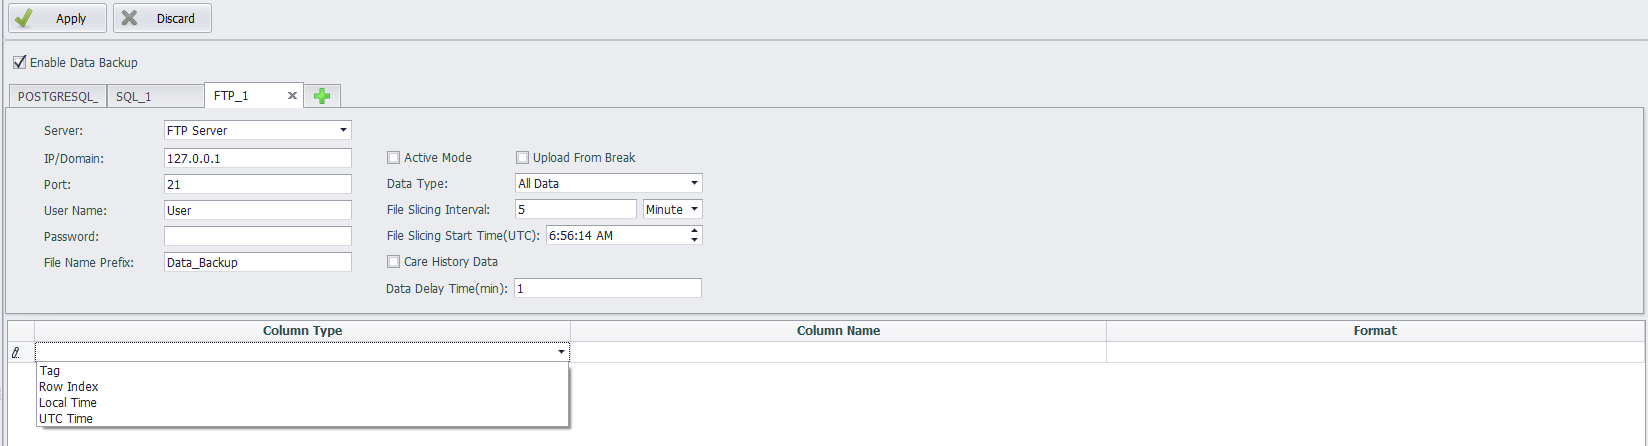 Apply Discard
Enable Data Backup
POSTGRESQL_ SQL_1 FTP_1
Server: FTP Server
IP/Domain: 127.0.0.1 Active Mode Upload From Break
Port: 21 Data Type: All Data
User Name: User File Slicing Interval: 5 Minute
Password: File Slicing Start Time(UTC): 6:56:14 AM
File Name Prefix: Data_Backup Care History Data
Data Delay Time(min): 1
Column Type Column Name Format
Tag
Row Index
Local Time
UTC Time